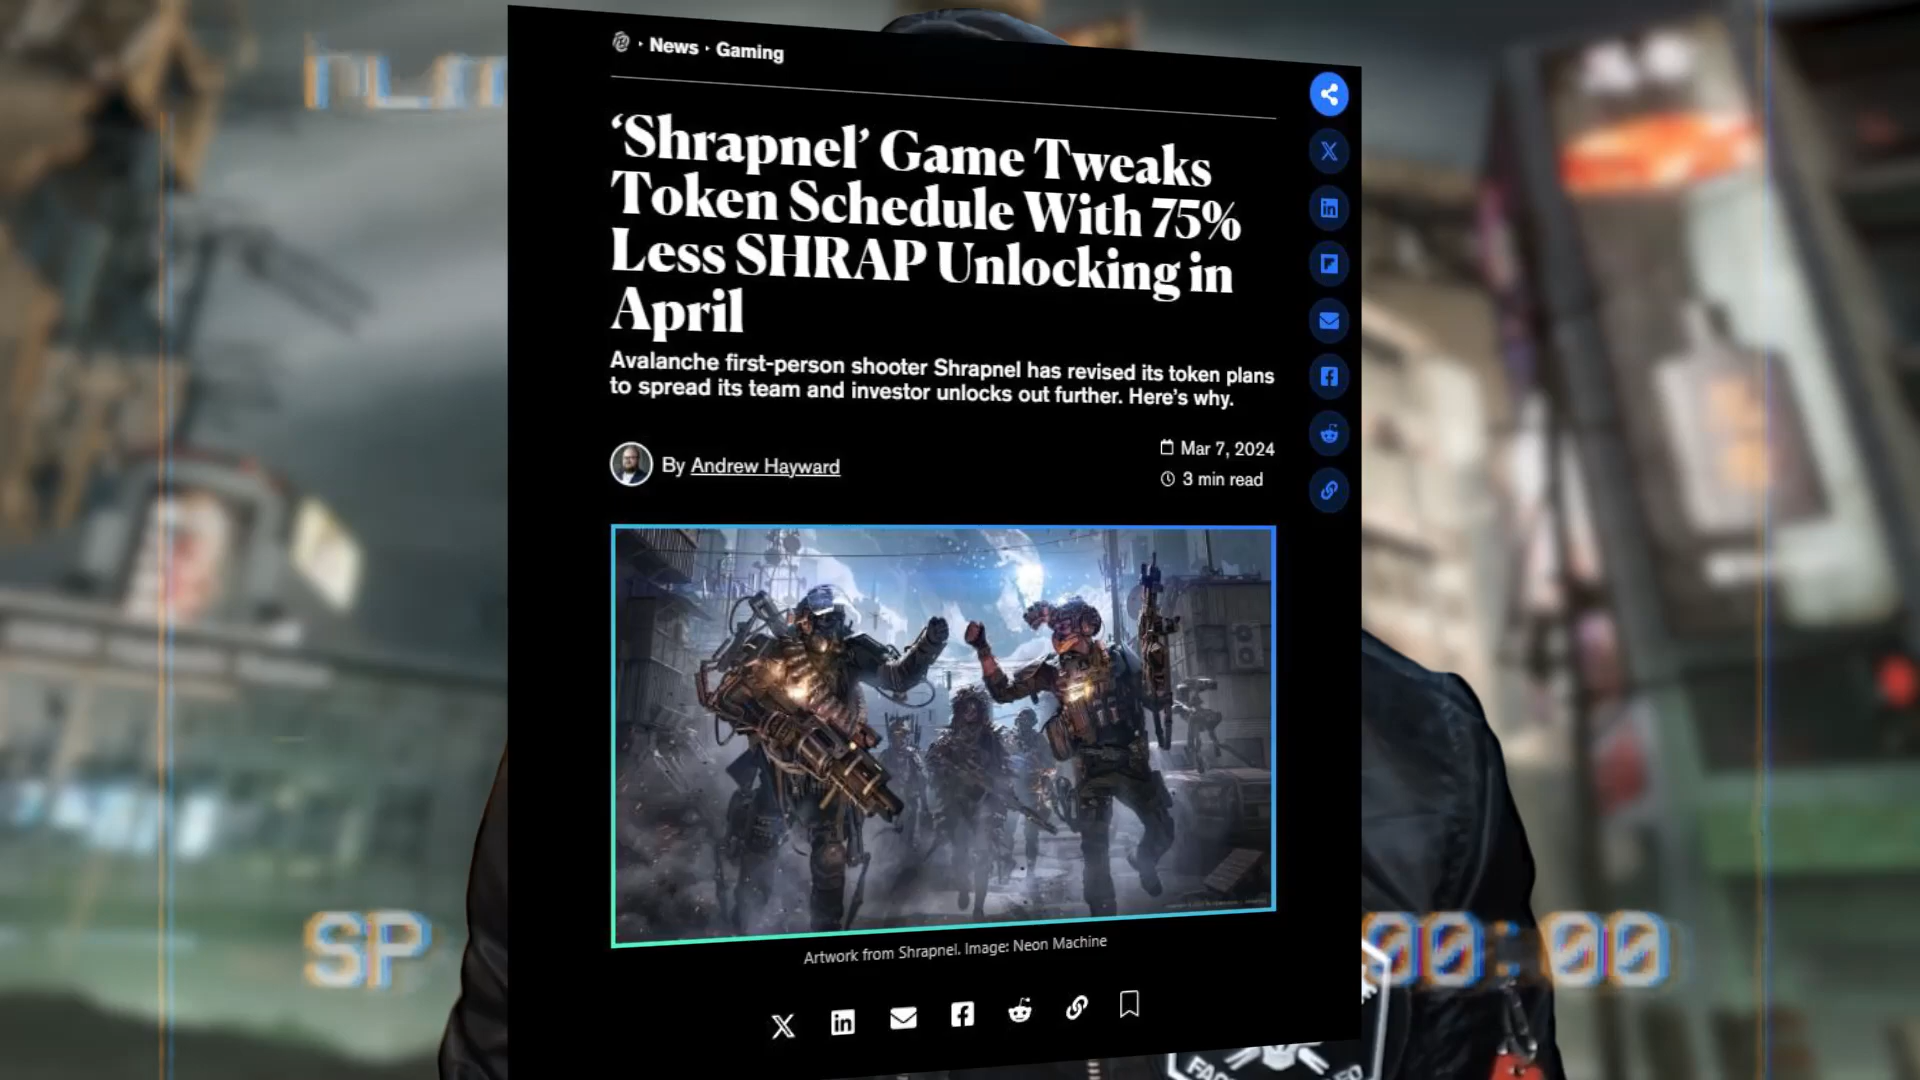 · News · Gaming
‘Shrapnel’ Game Tweaks
Token Schedule With 75%
Less SHRAP Unlocking in
April
Avalanche first-person shooter Shrapnel has revised its token plans
to spread its team and investor unlocks out further. Here's why.
By Andrew Hayward
Mar 7, 2024
3 min read
Artwork from Shrapnel. Image: Neon Machine
SP
00:00